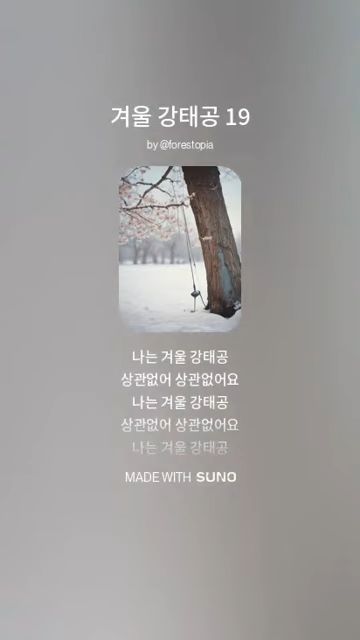 겨울 강태공 19
by @forestopia
나는 겨울 강태공
상관없어 상관없어요
나는 겨울 강태공
상관없어 상관없어요
나는 겨울 강태공
MADE WITH SUNO